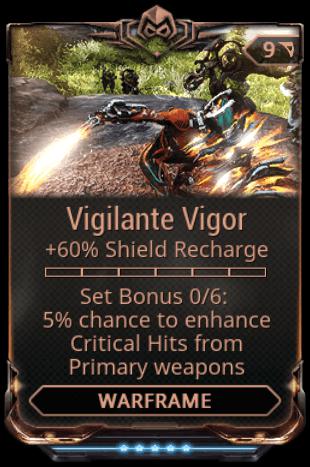 9
Vigilante Vigor
+60% Shield Recharge
Set Bonus 0/6:
5% chance to enhance
Critical Hits from
Primary weapons
WARFRAME